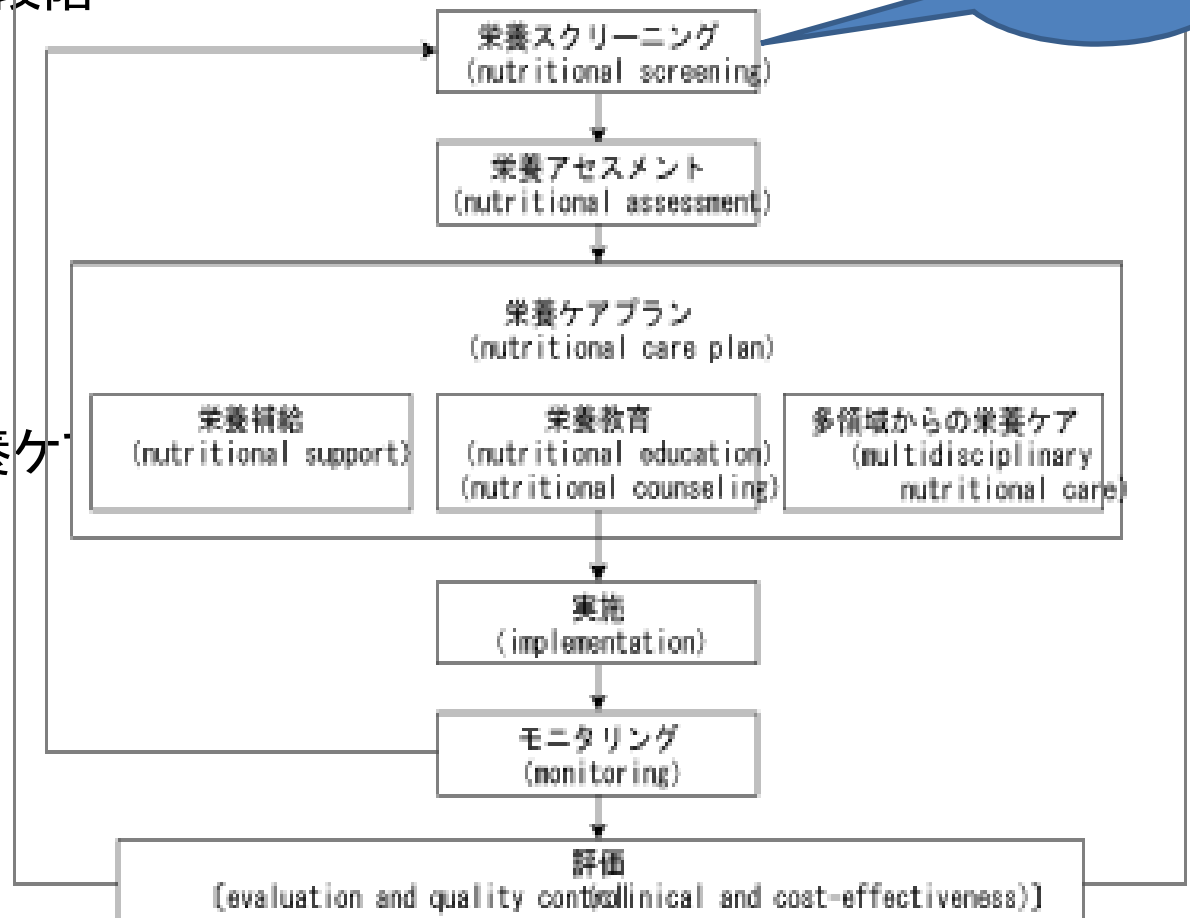 栄養スクリーニング
(nutritional screening)
栄養アセスメント
(nutritional assessment)
栄養ケアプラン
(nutritional care plan)
栄養補給
(nutritional support)
栄養教育
(nutritional education)
(nutritional counseling)
多領域からの栄養ケア
(multidisciplinary
nutritional care)
養ケ
実施
(implementation)
モニタリング
(monitoring)
評価
[evaluation and quality control(clinical and cost-effectiveness)]